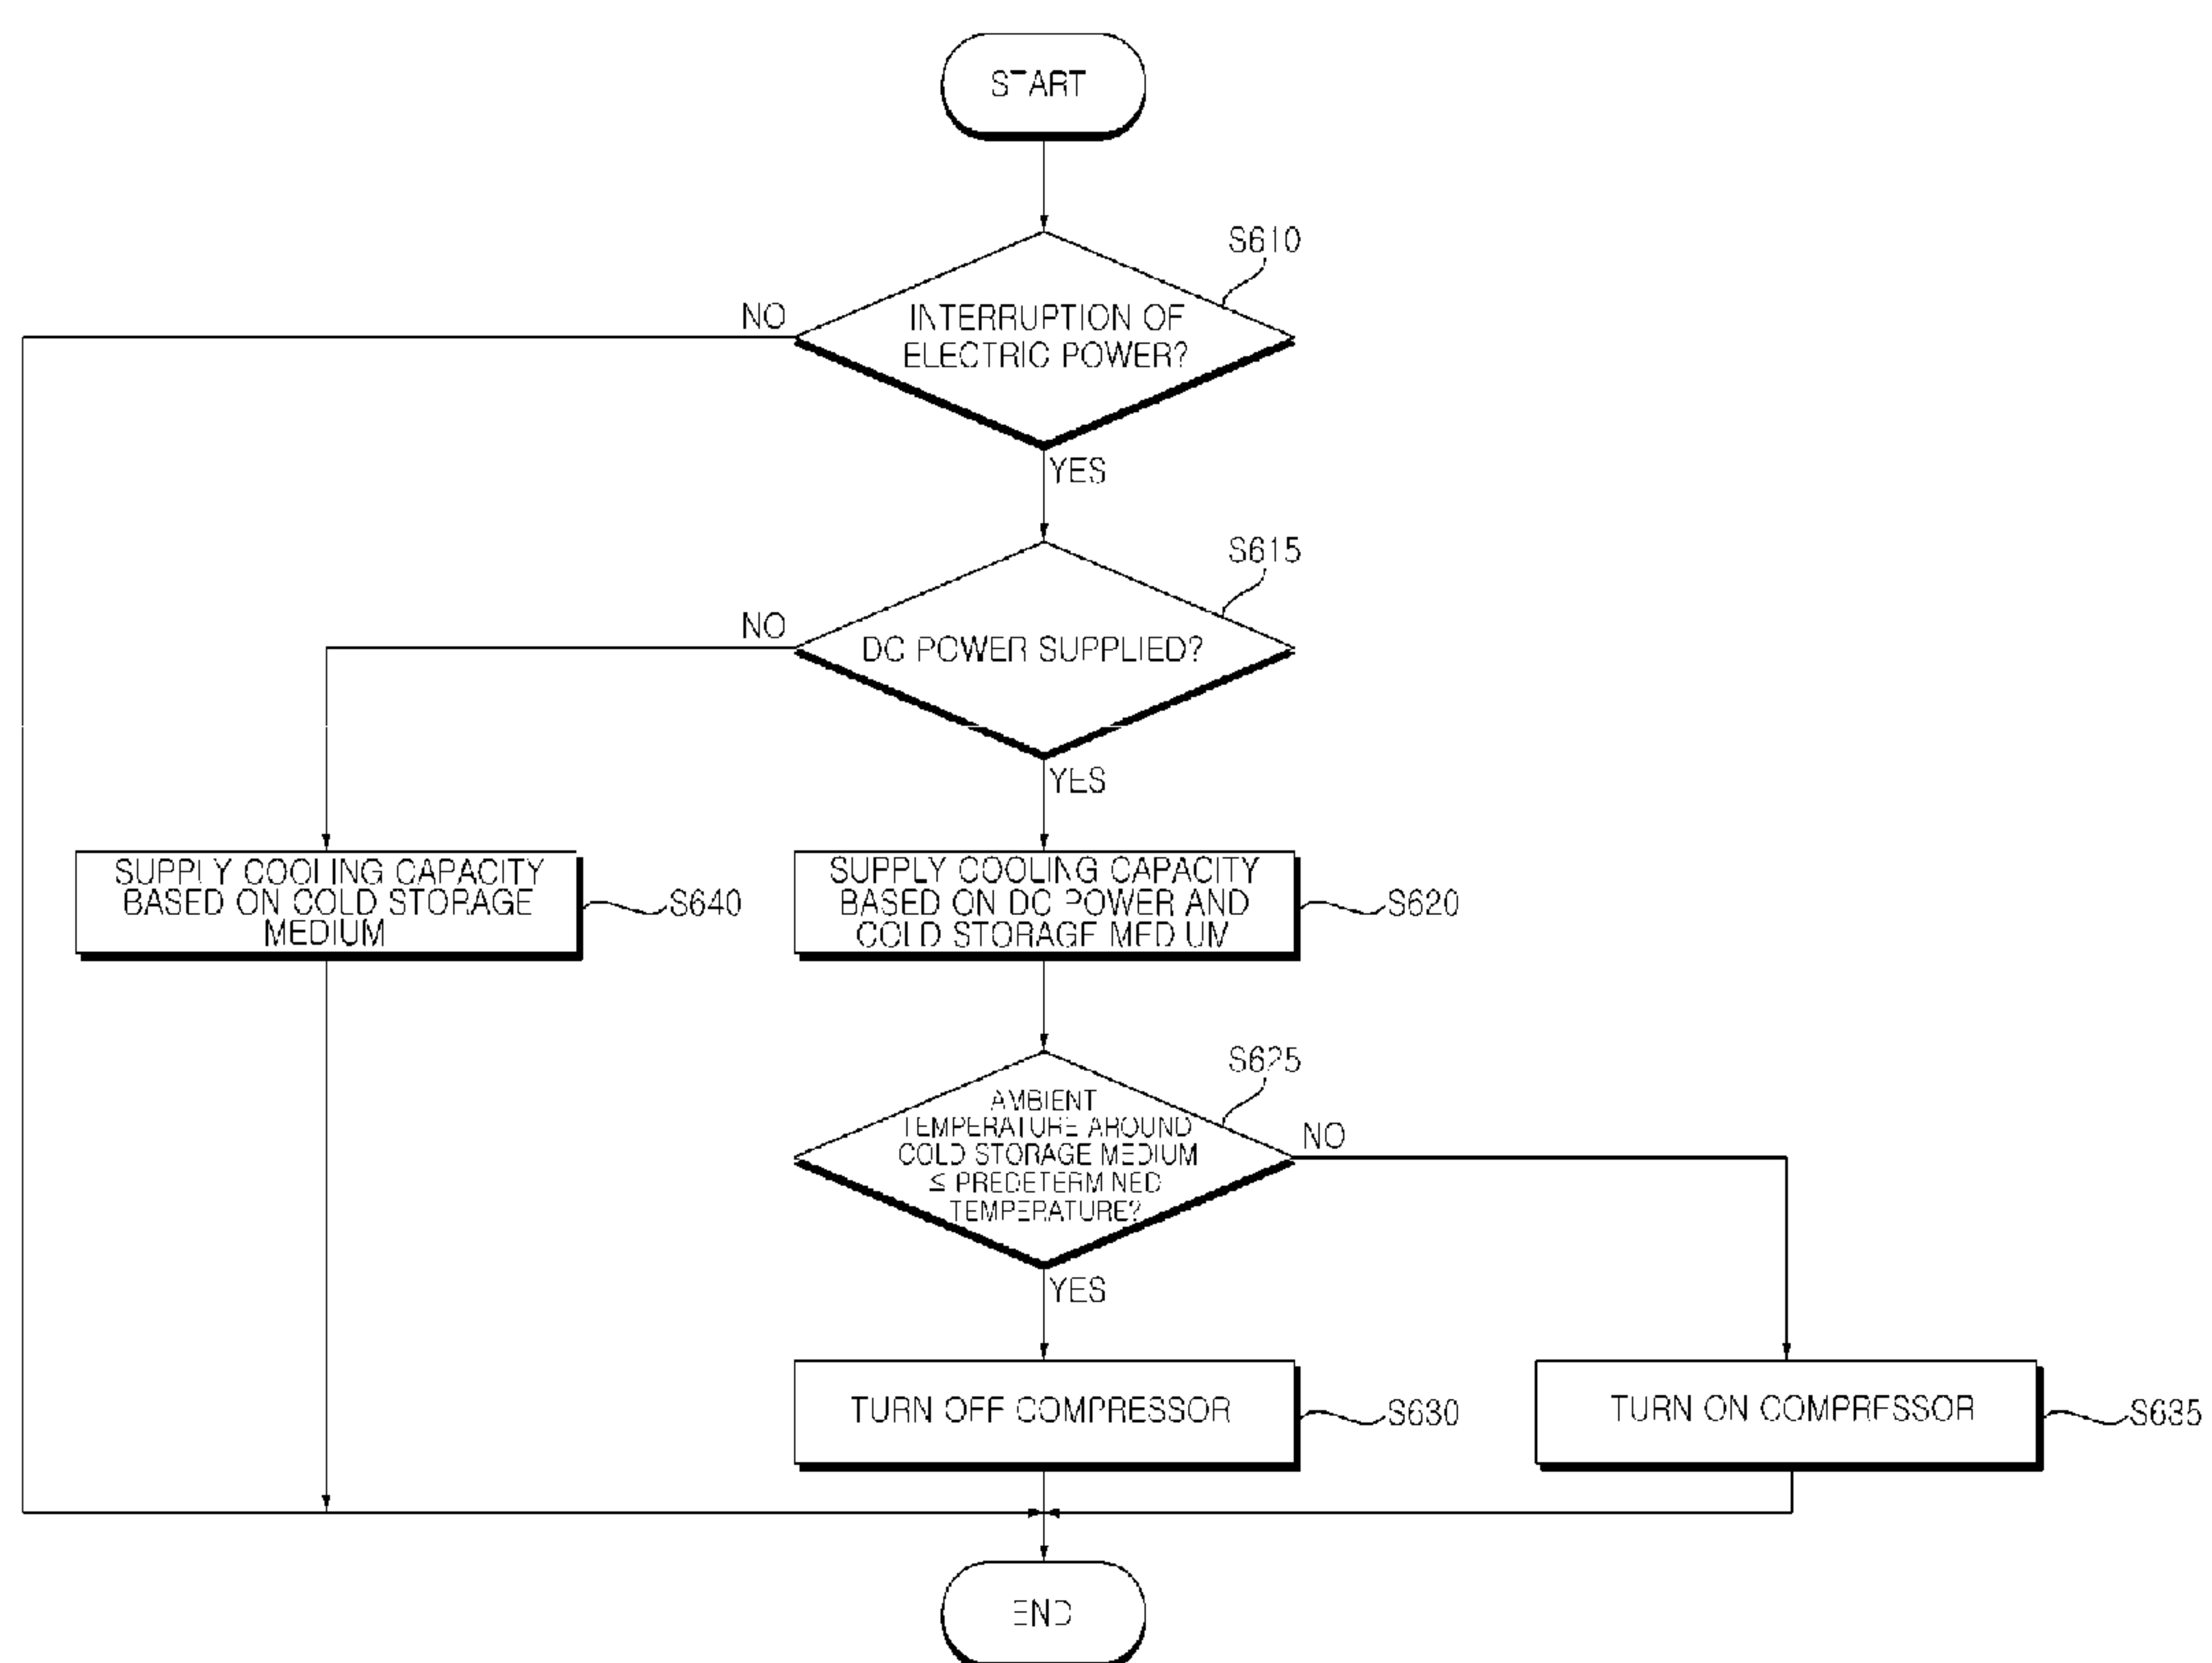 START
S610
NO
INTERRUPTION OF
ELECTRIC POWER?
YES
S615
NO
DC POWER SUPPLIED?
YES
SUPPLY COOLING CAPACITY
BASED ON COLD STORAGE
MEDIUM
S640
SUPPLY COOLING CAPACITY
BASED ON DC POWER AND
COLD STORAGE MEDIUM
S620
S625
AMBIENT
TEMPERATURE AROUND
COLD STORAGE MEDIUM
≤ PREDETERMINED
TEMPERATURE?
NO
YES
TURN OFF COMPRESSOR
S630
TURN ON COMPRESSOR
S635
END